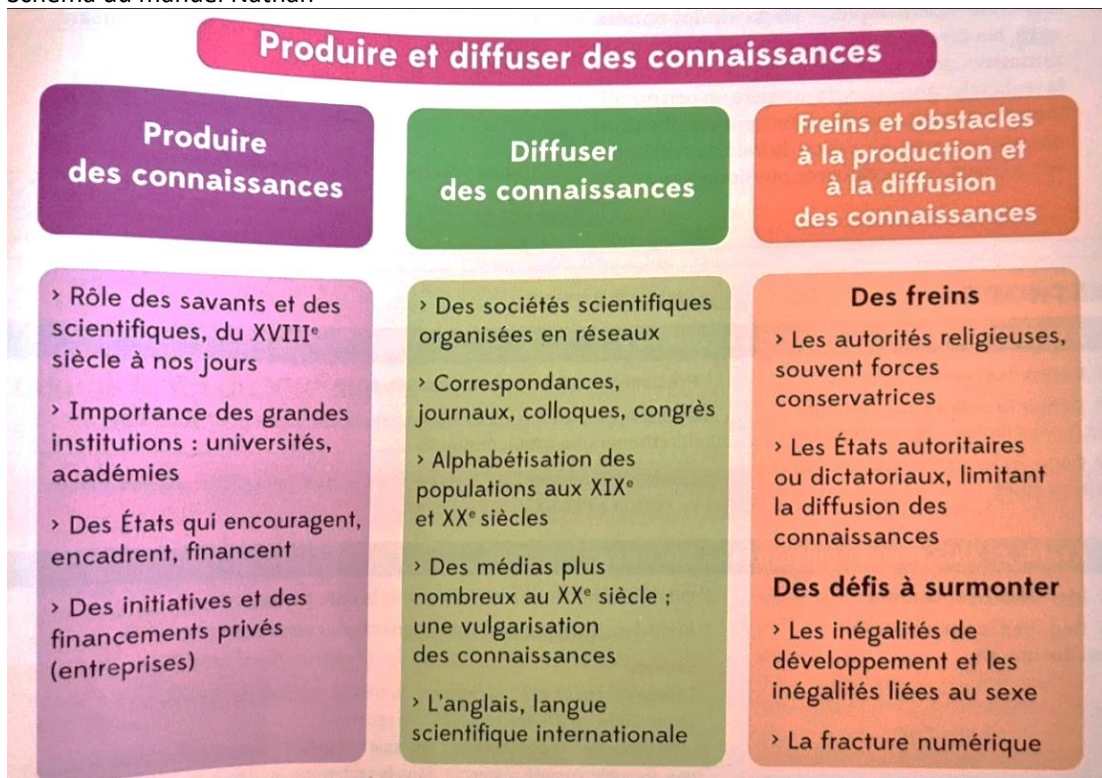 Schéma du manuel Nathan
Produire et diffuser des connaissances
Produire
des connaissances
› Rôle des savants et des
scientifiques, du XVIIIᵉ
siècle à nos jours
› Importance des grandes
institutions : universités,
académies
› Des États qui encouragent,
encadrent, financent
› Des initiatives et des
financements privés
(entreprises)
Diffuser
des connaissances
› Des sociétés scientifiques
organisées en réseaux
› Correspondances,
journaux, colloques, congrès
› Alphabétisation des
populations aux XIXᵉ
et XXᵉ siècles
› Des médias plus
nombreux au XXᵉ siècle ;
une vulgarisation
des connaissances
› L'anglais, langue
scientifique internationale
Freins et obstacles
à la production et
à la diffusion
des connaissances
Des freins
› Les autorités religieuses,
souvent forces
conservatrices
› Les États autoritaires
ou dictatoriaux, limitant
la diffusion des
connaissances
Des défis à surmonter
› Les inégalités de
développement et les
inégalités liées au sexe
› La fracture numérique